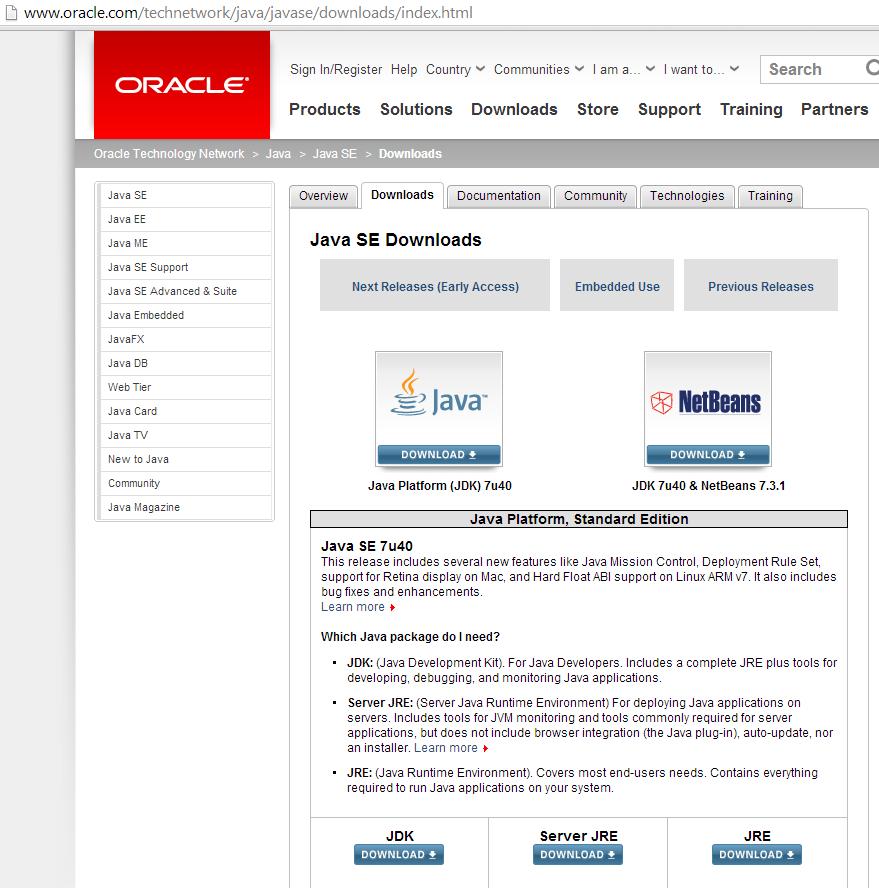 www.oracle.com/technetwork/java/javase/downloads/index.html
ORACLE®
Sign In/Register Help Country Communities I am a... I want to... Search
Products Solutions Downloads Store Support Training Partners
Oracle Technology Network > Java > Java SE > Downloads
Java SE
Java EE
Java ME
Java SE Support
Java SE Advanced & Suite
Java Embedded
JavaFX
Java DB
Web Tier
Java Card
Java TV
New to Java
Community
Java Magazine
Overview Downloads Documentation Community Technologies Training
Java SE Downloads
Next Releases (Early Access) Embedded Use Previous Releases
Java™ NetBeans
DOWNLOAD DOWNLOAD
Java Platform (JDK) 7u40 JDK 7u40 & NetBeans 7.3.1
Java Platform, Standard Edition
Java SE 7u40
This release includes several new features like Java Mission Control, Deployment Rule Set,
support for Retina display on Mac, and Hard Float ABI support on Linux ARM v7. It also includes
bug fixes and enhancements.
Learn more
Which Java package do I need?
▪ JDK: (Java Development Kit). For Java Developers. Includes a complete JRE plus tools for
developing, debugging, and monitoring Java applications.
▪ Server JRE: (Server Java Runtime Environment) For deploying Java applications on
servers. Includes tools for JVM monitoring and tools commonly required for server
applications, but does not include browser integration (the Java plug-in), auto-update, nor
an installer. Learn more
▪ JRE: (Java Runtime Environment). Covers most end-users needs. Contains everything
required to run Java applications on your system.
JDK Server JRE JRE
DOWNLOAD DOWNLOAD DOWNLOAD